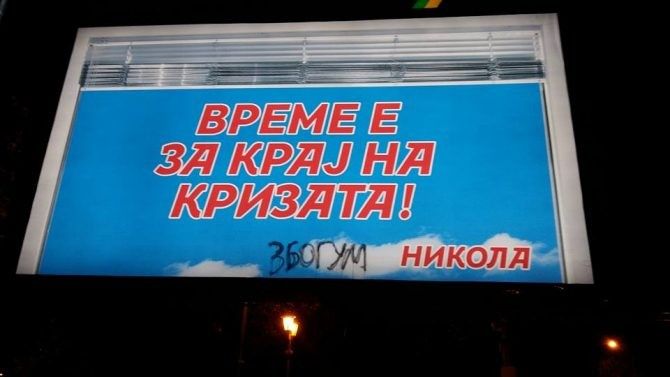 ВРЕМЕ Е
ЗА КРАЈ НА
КРИЗАТА!
ЗБОГУМ НИКОЛА